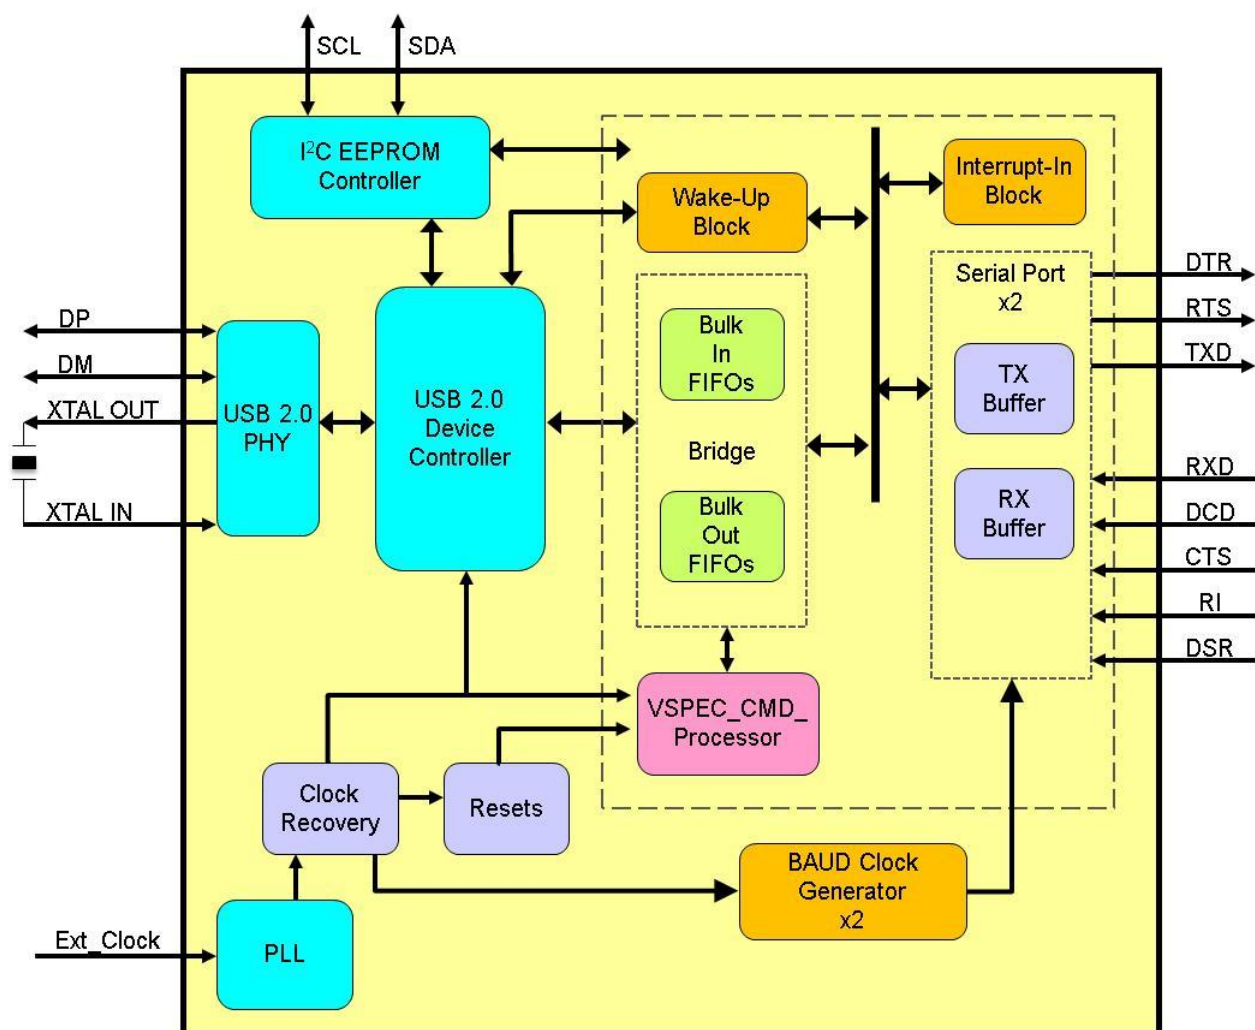 SCL
SDA
I²C EEPROM
Controller
Wake-Up
Block
Interrupt-In
Block
Serial Port
x2
DTR
RTS
TXD
DP
DM
XTAL OUT
XTAL IN
USB 2.0
PHY
USB 2.0
Device
Controller
Bulk
In
FIFOs
Bridge
Bulk
Out
FIFOs
TX
Buffer
RX
Buffer
RXD
DCD
CTS
RI
DSR
VSPEC_CMD_
Processor
Clock
Recovery
Resets
BAUD Clock
Generator
x2
Ext_Clock
PLL